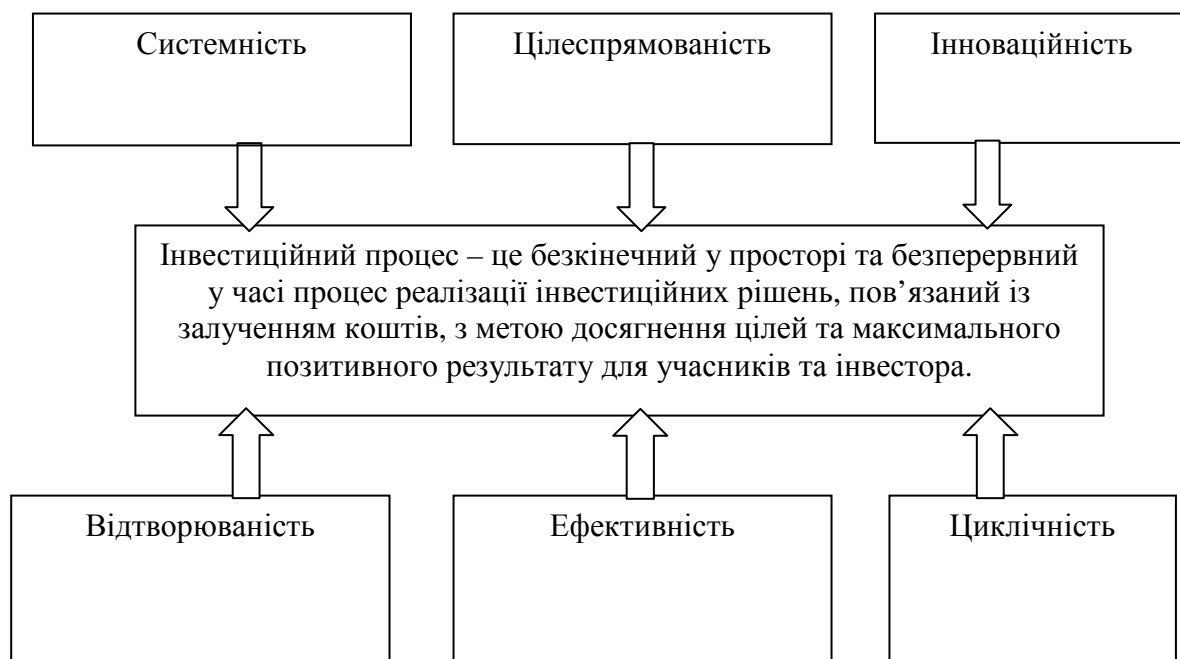 Системність
Цілеспрямованість
Інноваційність
Інвестиційний процес – це безкінечний у просторі та безперервний
у часі процес реалізації інвестиційних рішень, пов’язаний із
залученням коштів, з метою досягнення цілей та максимального
позитивного результату для учасників та інвестора.
Відтворюваність
Ефективність
Циклічність